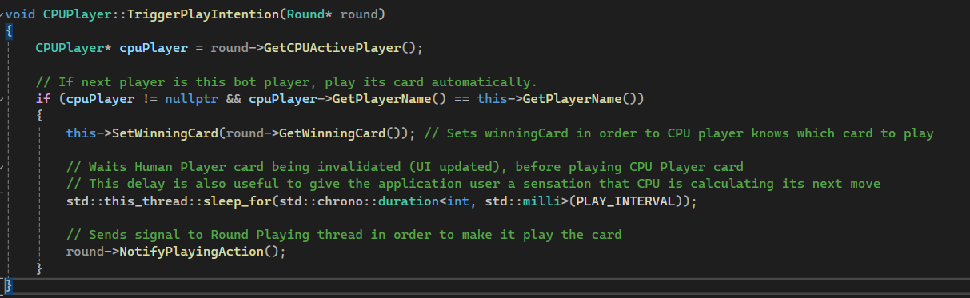 void CPUPlayer::TriggerPlayIntention(Round* round)
{
    CPUPlayer* cpuPlayer = round->GetCPUActivePlayer();

    // If next player is this bot player, play its card automatically.
    if (cpuPlayer != nullptr && cpuPlayer->GetPlayerName() == this->GetPlayerName())
    {
        this->SetWinningCard(round->GetWinningCard()); // Sets winningCard in order to CPU player knows which card to play

        // Waits Human Player card being invalidated (UI updated), before playing CPU Player card
        // This delay is also useful to give the application user a sensation that CPU is calculating its next move
        std::this_thread::sleep_for(std::chrono::duration<int, std::milli>(PLAY_INTERVAL));

        // Sends signal to Round Playing thread in order to make it play the card
        round->NotifyPlayingAction();
    }
}